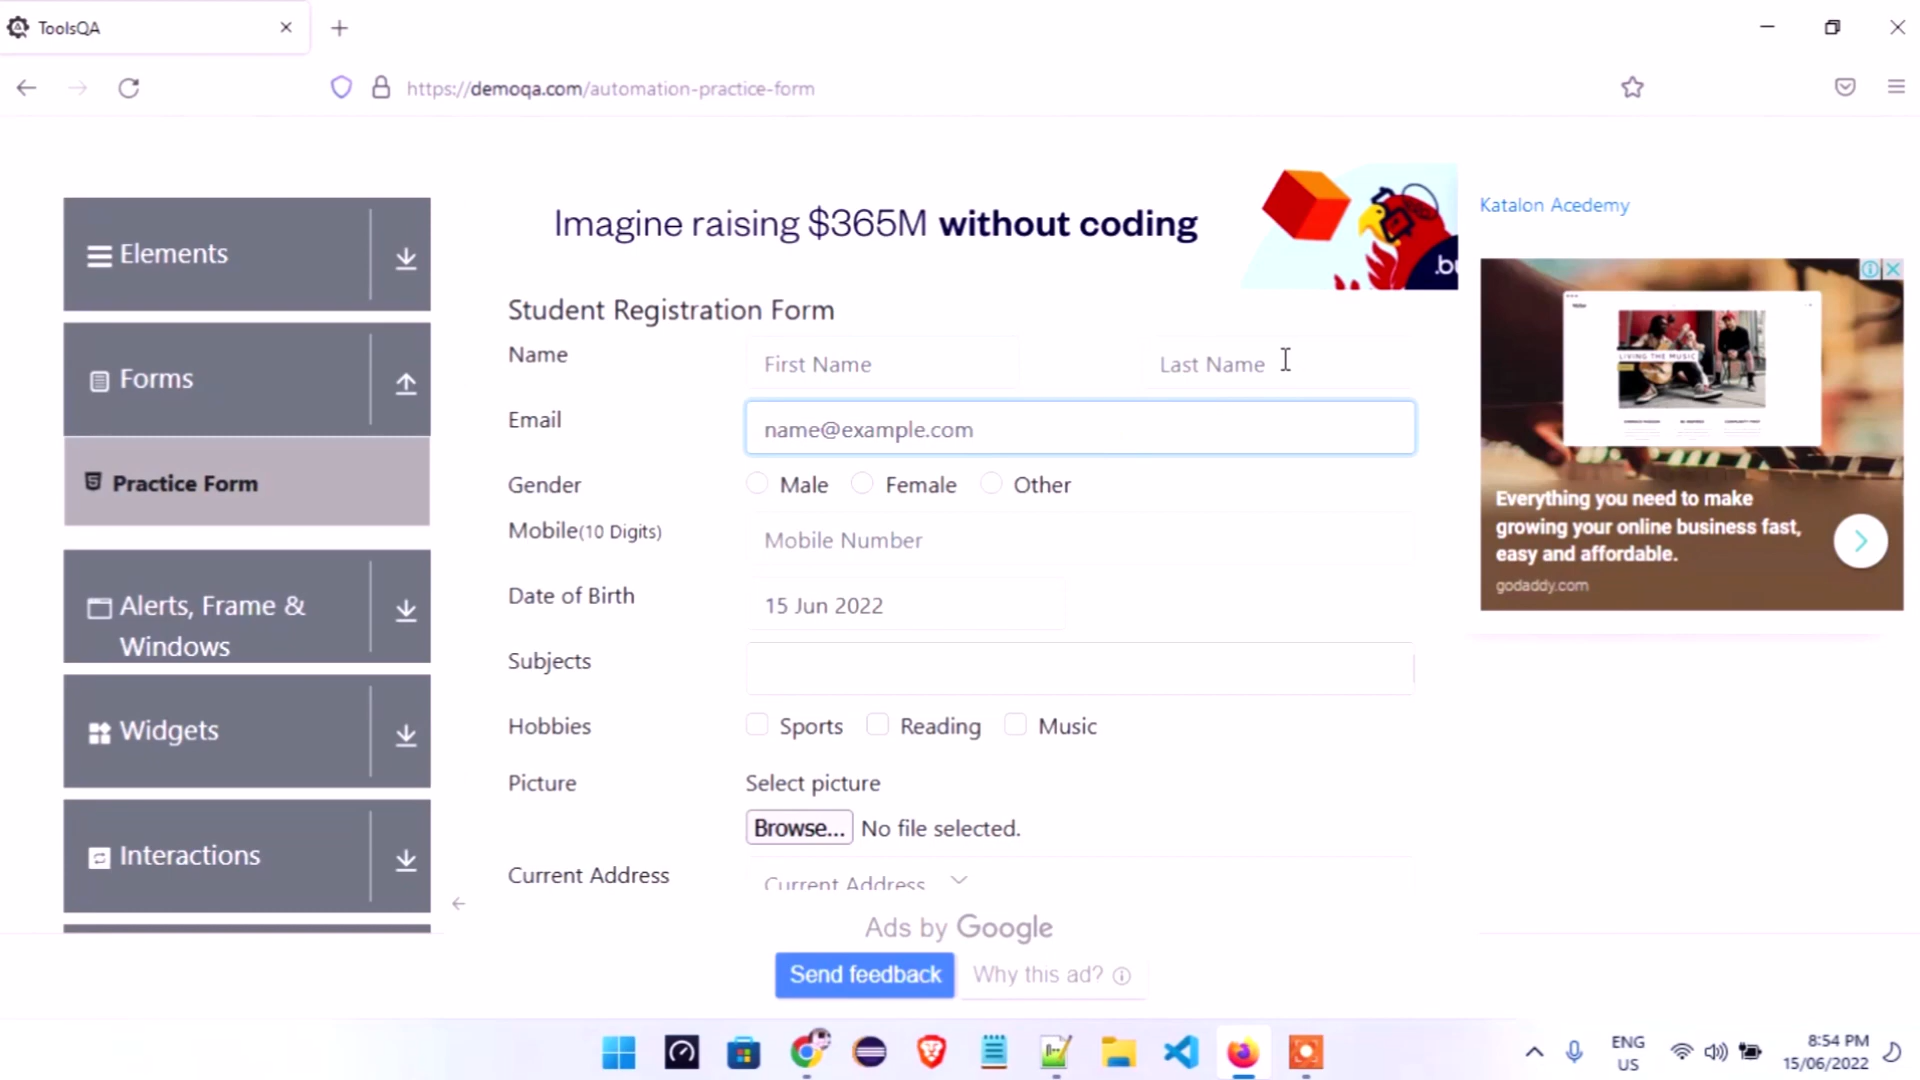 ToolsQA
https://demoqa.com/automation-practice-form
Elements
Forms
Practice Form
Alerts, Frame &
Windows
Widgets
Interactions
Imagine raising $365M without coding
.bu
Student Registration Form
Name
First Name
Last Name
Email
name@example.com
Gender
Male
Female
Other
Mobile(10 Digits)
Mobile Number
Date of Birth
15 Jun 2022
Subjects
Hobbies
Sports
Reading
Music
Picture
Select picture
Browse...
No file selected.
Current Address
Current Address
Ads by Google
Send feedback
Why this ad?
Katalon Acedemy
LIVING THE MUSIC
Everything you need to make
growing your online business fast,
easy and affordable.
godaddy.com
ENG
US
8:54 PM
15/06/2022